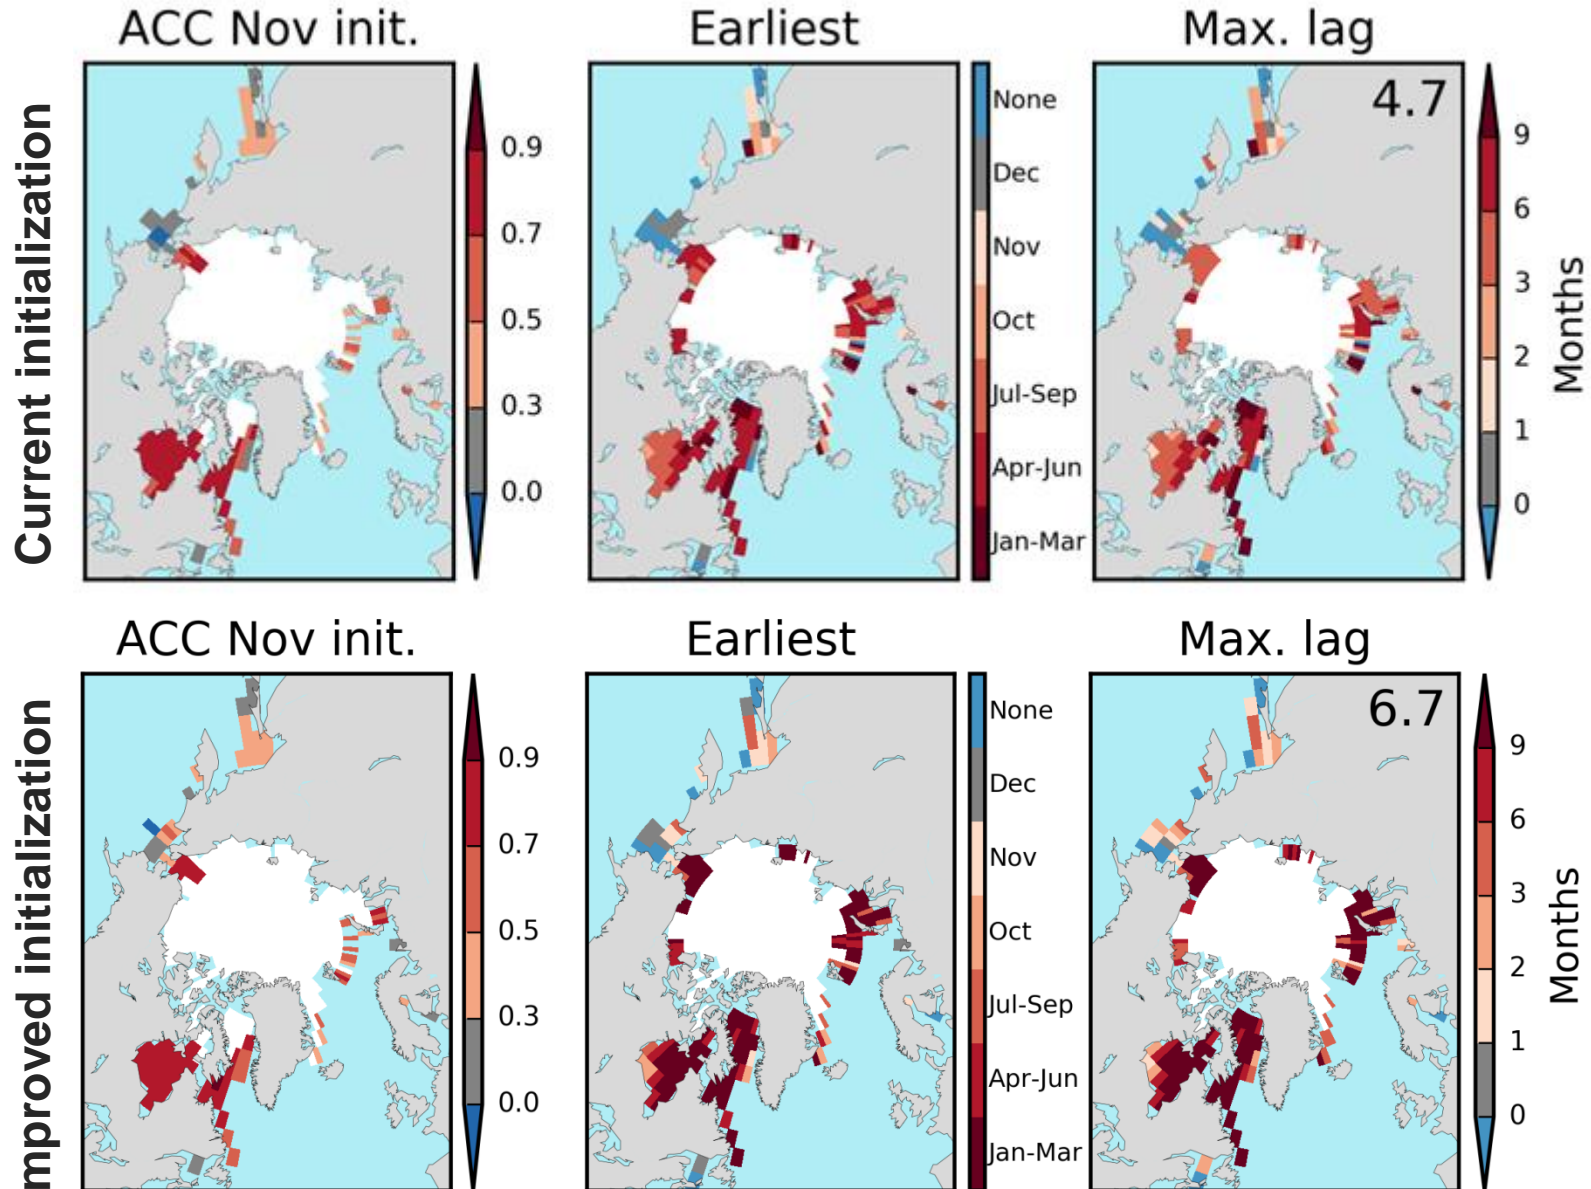 Current initialization
ACC Nov init.
0.9
0.7
0.5
0.3
0.0
Earliest
None
Dec
Nov
Oct
Jul-Sep
Apr-Jun
Jan-Mar
Max. lag
4.7
9
6
3
2
1
0
Months
mproved initialization
ACC Nov init.
0.9
0.7
0.5
0.3
0.0
Earliest
None
Dec
Nov
Oct
Jul-Sep
Apr-Jun
Jan-Mar
Max. lag
6.7
9
6
3
2
1
0
Months